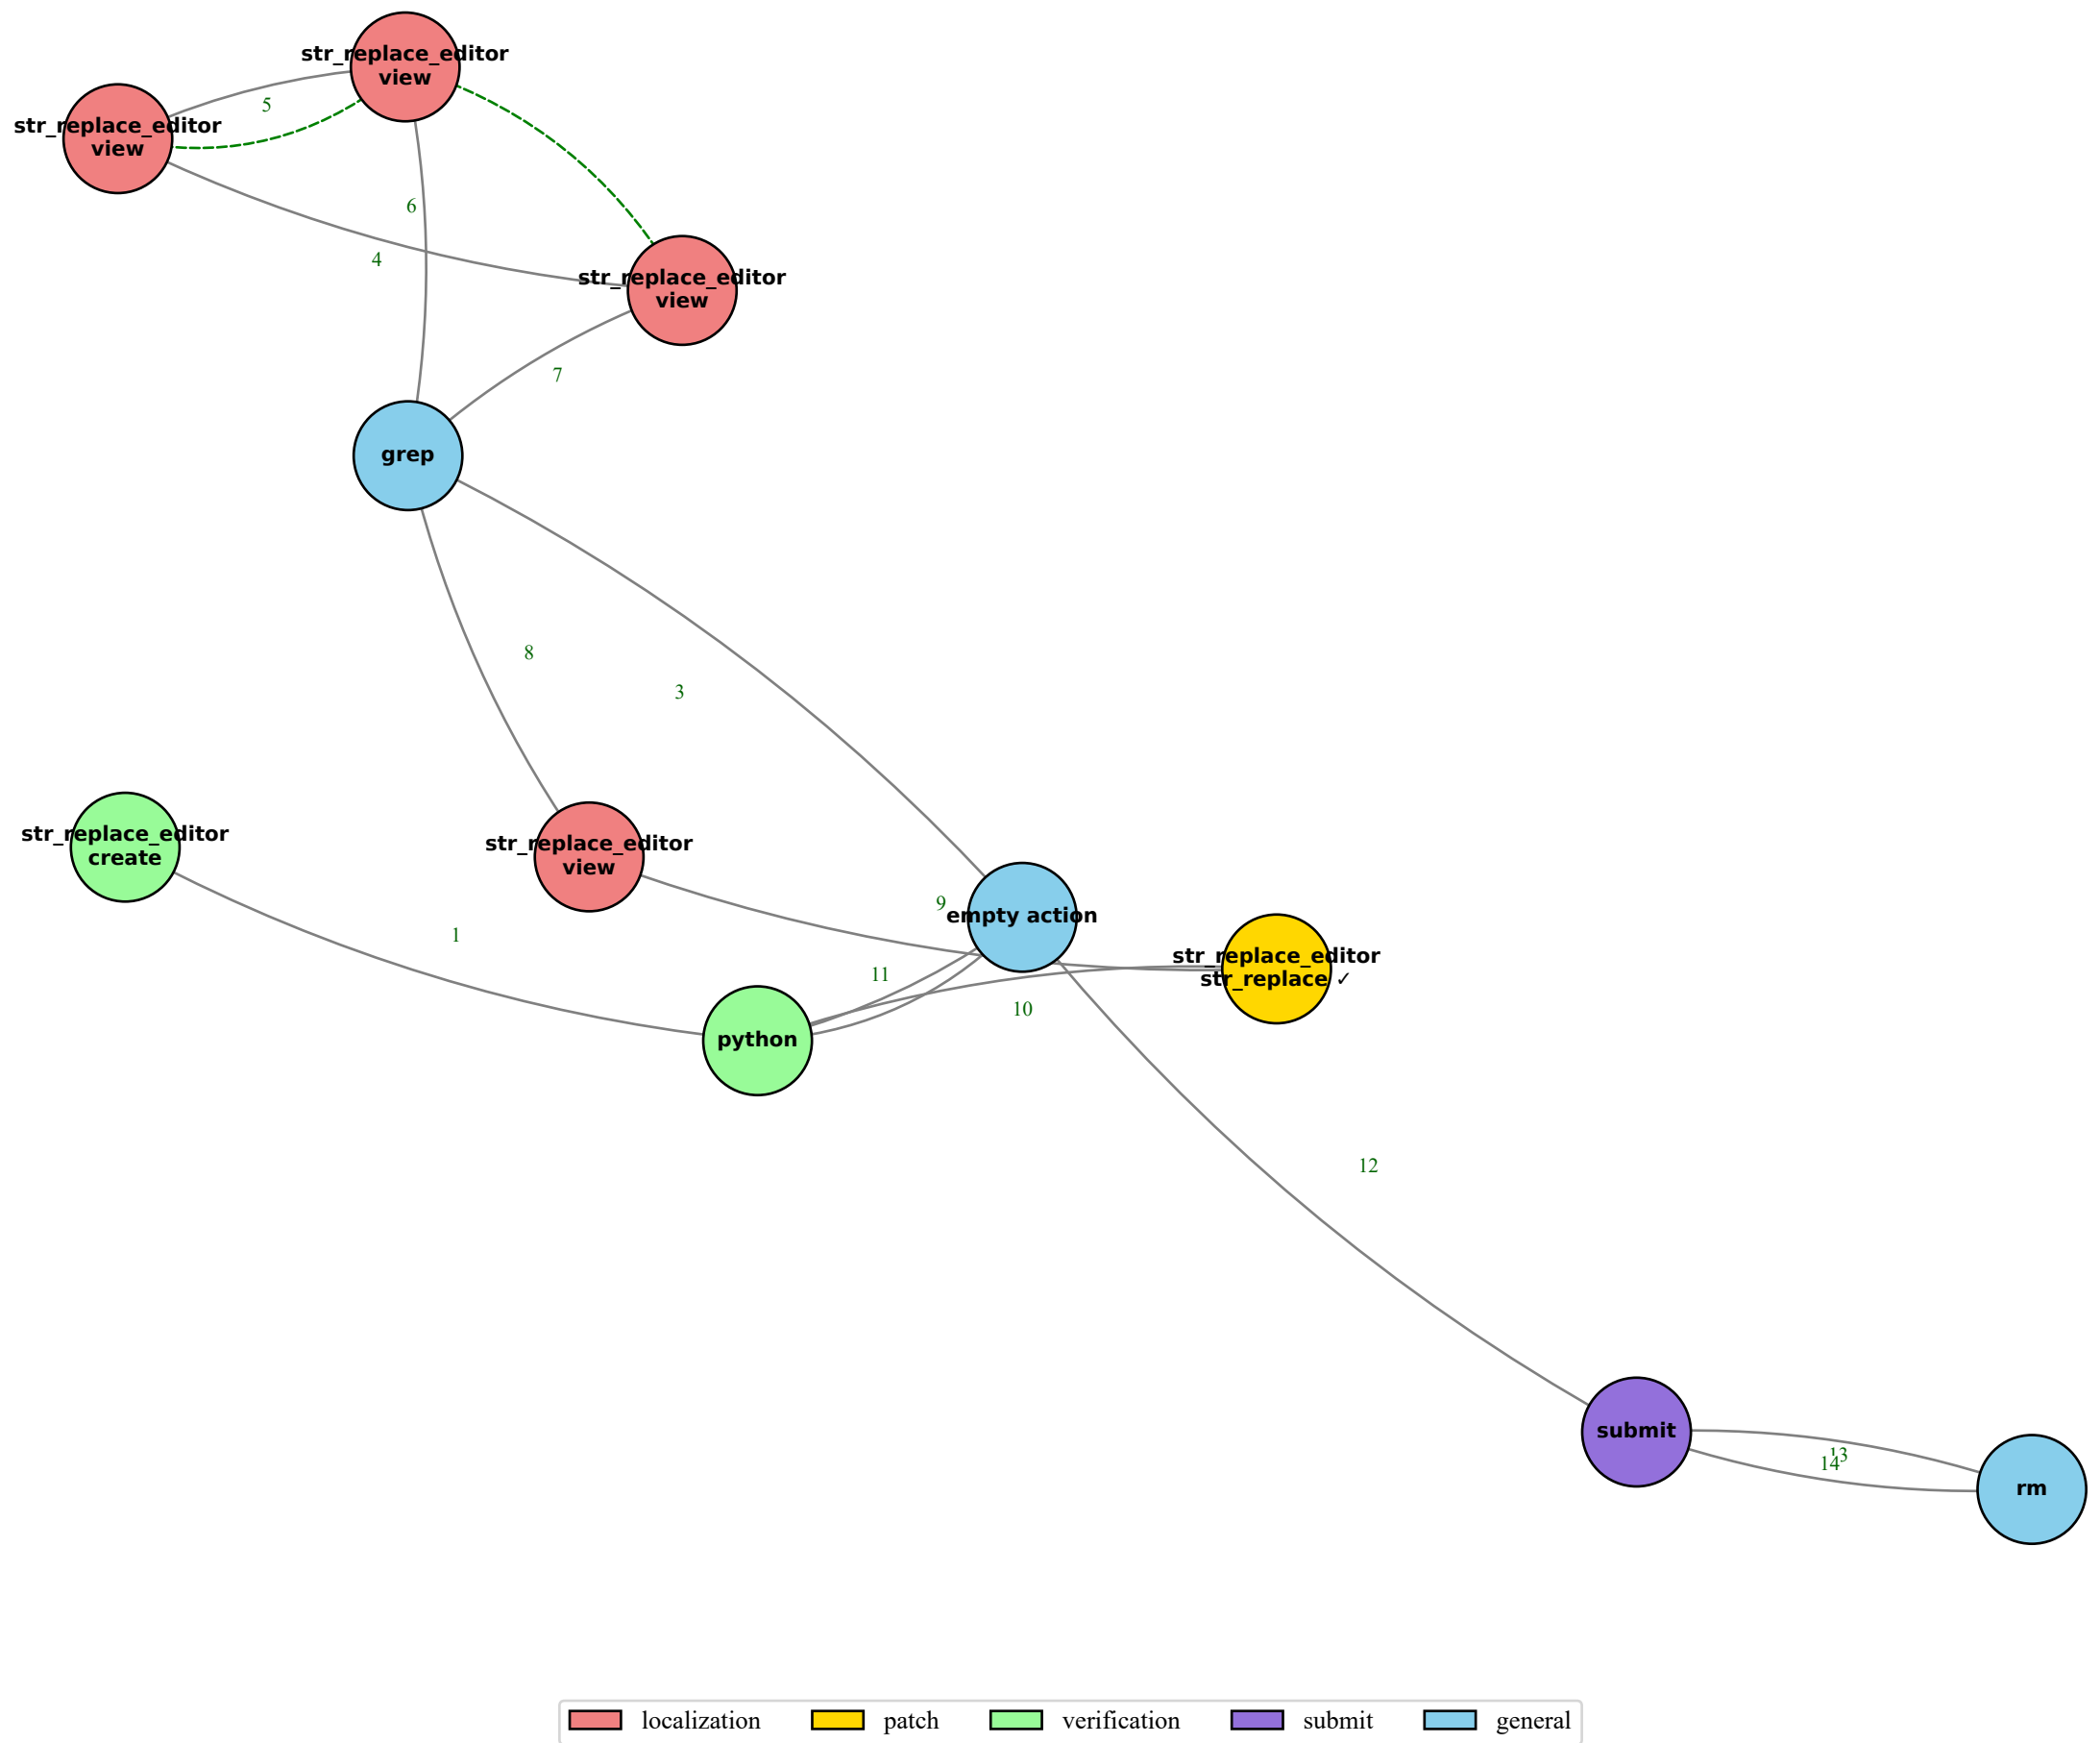 str_replace_editor
view
5
str_replace_editor
view
6
4
str_replace_editor
view
7
grep
8
3
str_replace_editor
create
str_replace_editor
view
9
empty action
1
str_replace_editor
str_replace ✓
11
10
python
12
submit
13
14
rm
localization patch verification submit general